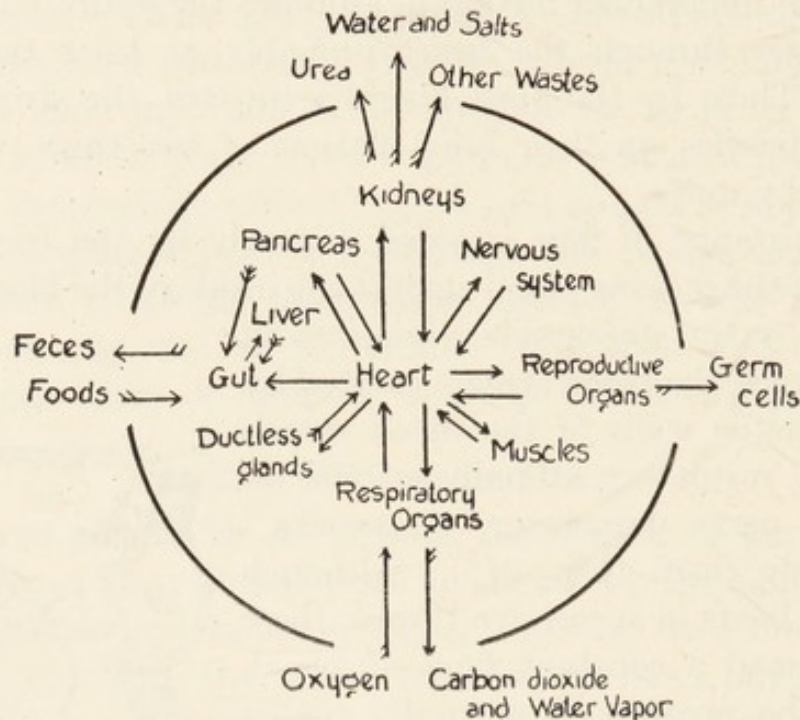 Water and Salts
Urea
Other Wastes
Kidneys
Pancreas
Nervous
system
Liver
Feces
Foods
Gut
Heart
Reproductive
Organs
Germ
cells
Ductless
glands
Muscles
Respiratory
Organs
Oxygen
Carbon dioxide
and Water Vapor